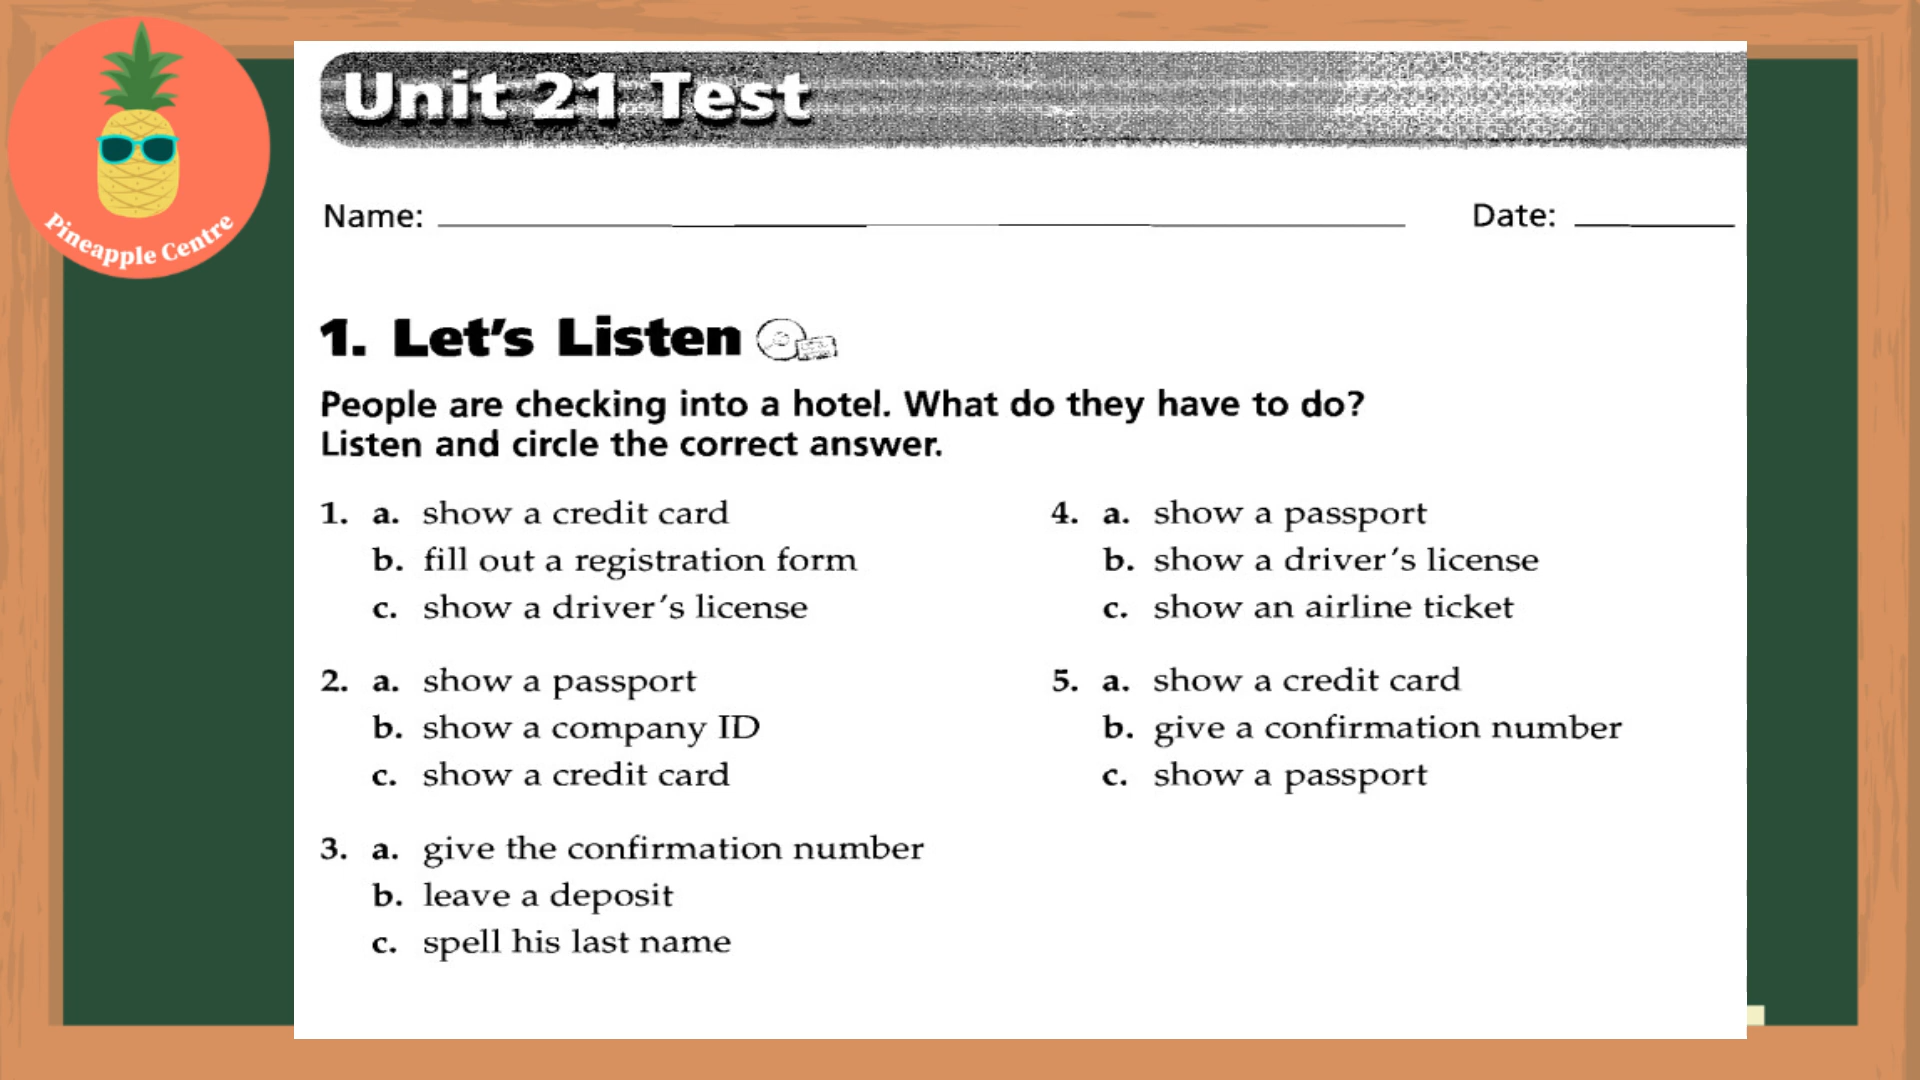 Pineapple Centre
Unit 21 Test
Name:
Date:
1. Let's Listen
People are checking into a hotel. What do they have to do?
Listen and circle the correct answer.
1. a. show a credit card
b. fill out a registration form
c. show a driver's license
2. a. show a passport
b. show a company ID
c. show a credit card
3. a. give the confirmation number
b. leave a deposit
c. spell his last name
4. a. show a passport
b. show a driver's license
c. show an airline ticket
5. a. show a credit card
b. give a confirmation number
c. show a passport